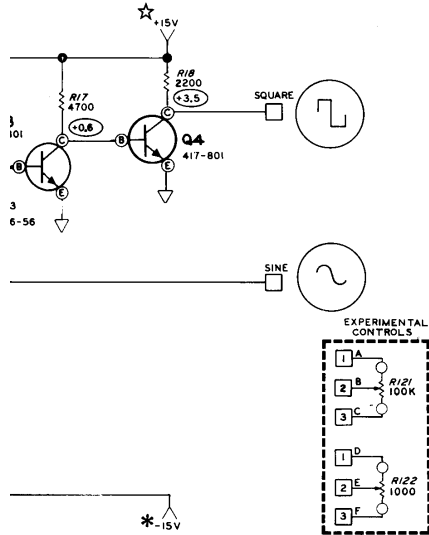 ☆ +15V
R17
4700
R18
2200
+3.5
SQUARE
+0.6
C
C
B
Q4
417-801
101
B
E
E
3
6-56
SINE
EXPERIMENTAL
CONTROLS
1 A
2 B
R121
100K
3 C
1 D
2 E
R122
1000
3 F
*-15V